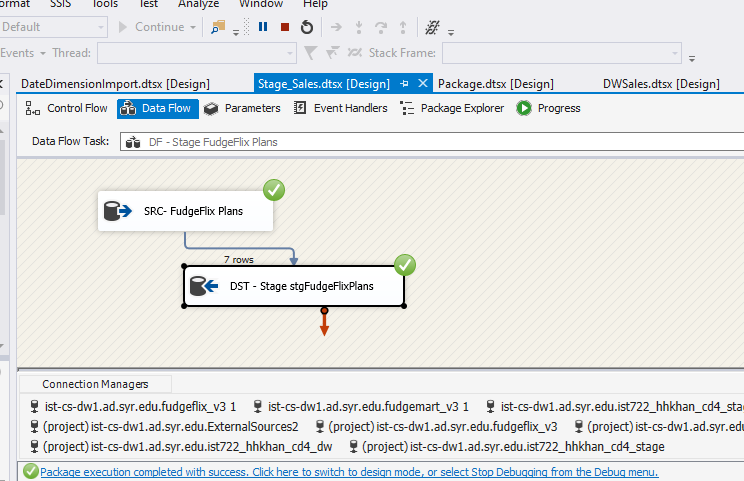 ormat SSIS Tools Test Analyze Window Help
Default Continue
Events Thread: Stack Frame:
DateDimensionImport.dtsx [Design] Stage_Sales.dtsx [Design] Package.dtsx [Design] DWSales.dtsx [Design]
Control Flow Data Flow Parameters Event Handlers Package Explorer Progress
Data Flow Task: DF - Stage FudgeFlix Plans
SRC- FudgeFlix Plans
7 rows
DST - Stage stgFudgeFlixPlans
Connection Managers
ist-cs-dw1.ad.syr.edu.fudgeflix_v3 1 ist-cs-dw1.ad.syr.edu.fudgemart_v3 1 ist-cs-dw1.ad.syr.edu.ist722_hhkhan_cd4_sta
(project) ist-cs-dw1.ad.syr.edu.ExternalSources2 (project) ist-cs-dw1.ad.syr.edu.fudgeflix_v3 (project) ist-cs-dw1.ad.syr.edu
(project) ist-cs-dw1.ad.syr.edu.ist722_hhkhan_cd4_dw (project) ist-cs-dw1.ad.syr.edu.ist722_hhkhan_cd4_stage
Package execution completed with success. Click here to switch to design mode, or select Stop Debugging from the Debug menu.